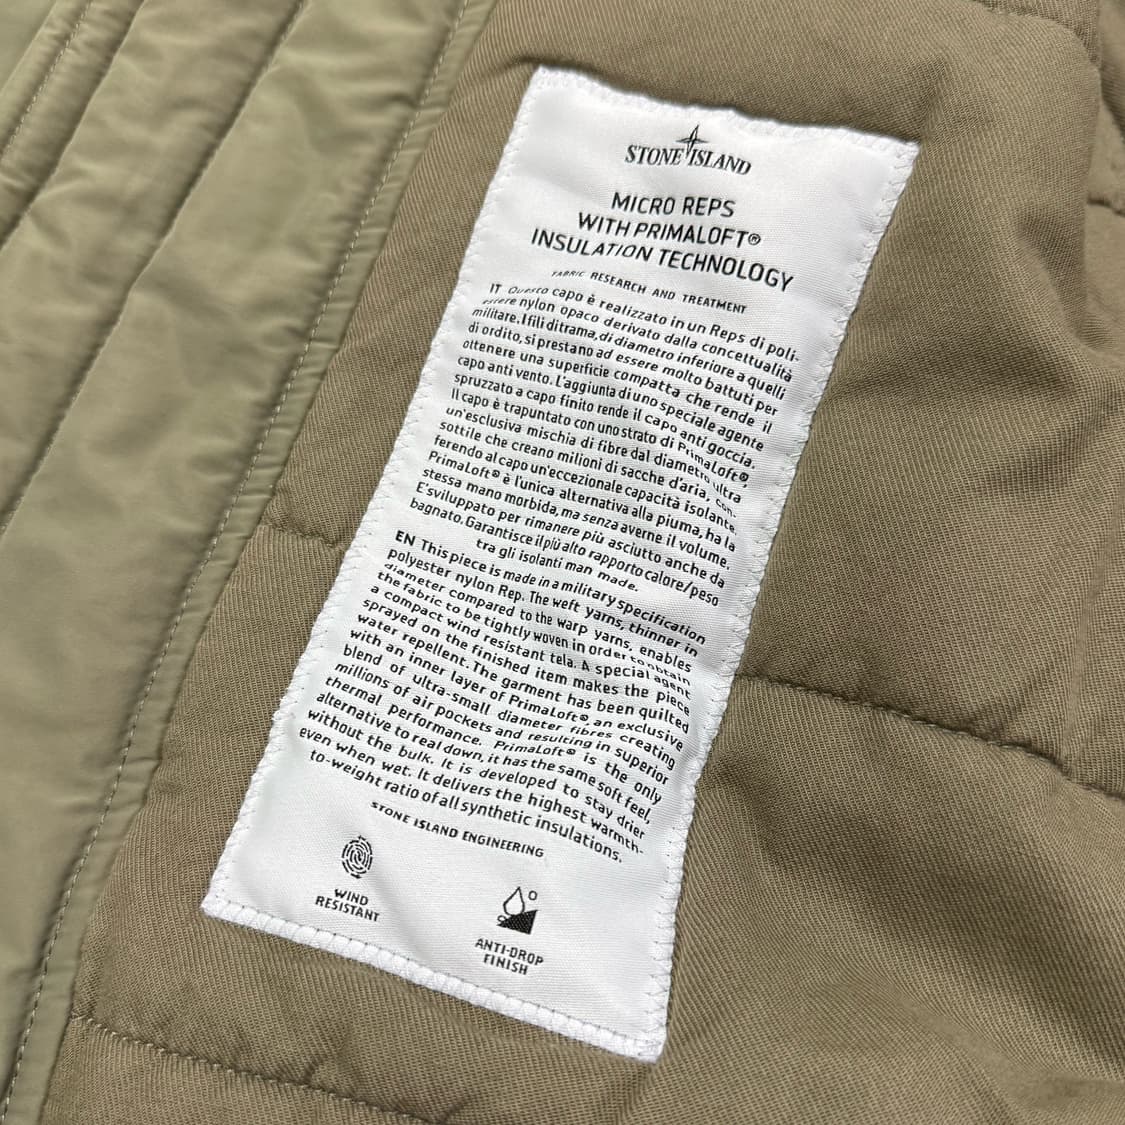 STONE ISLAND
MICRO REPS
WITH PRIMALOFT®
INSULATION TECHNOLOGY
FABRIC RESEARCH AND TREATMENT
IT Questo capo è realizzato in un Reps di poli-
estere nylon opaco derivato dalla concettualità
militare. I fili di trama, di diametro inferiore a quelli
di ordito, si prestano ad essere molto battuti per
ottenere una superficie compatta che rende il
capo anti vento. L'aggiunta di uno speciale agente
spruzzato a capo finito rende il capo anti goccia.
Il capo è trapuntato con uno strato di PrimaLoft®,
un'esclusiva mischia di fibre dal diametro ultra
sottile che creano milioni di sacche d'aria, con-
ferendo al capo un'eccezionale capacità isolante.
PrimaLoft® è l'unica alternativa alla piuma, ha la
stessa mano morbida, ma senza averne il volume.
E'sviluppato per rimanere più asciutto anche da
bagnato. Garantisce il più alto rapporto calore/peso
tra gli isolanti man made.
EN This piece is made in a military specification
polyester nylon Rep. The weft yarns, thinner in
diameter compared to the warp yarns, enables
the fabric to be tightly woven in order to obtain
a compact wind resistant tela. A special agent
sprayed on the finished item makes the piece
water repellent. The garment has been quilted
with an inner layer of PrimaLoft®, an exclusive
blend of ultra-small diameter fibres creating
millions of air pockets and resulting in superior
thermal performance. PrimaLoft® is the only
alternative to real down, it has the same soft feel,
without the bulk. It is developed to stay drier
even when wet. It delivers the highest warmth-
to-weight ratio of all synthetic insulations.
STONE ISLAND ENGINEERING
WIND
RESISTANT
ANTI-DROP
FINISH